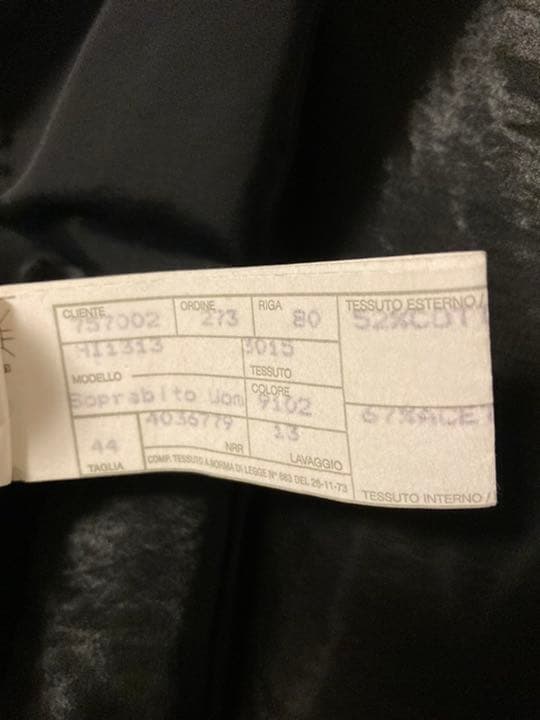 CLIENTE ORDINE RIGA TESSUTO ESTERNO/
757002 273 80 52%COT
411313 3015
MODELLO TESSUTO
Soprabito Uom COLORE
9102
4036779 13 67%ACE
44 NRR LAVAGGIO
TAGLIA COMP. TESSUTO A NORMA DI LEGGE N° 883 DEL 26-11-73 TESSUTO INTERNO/